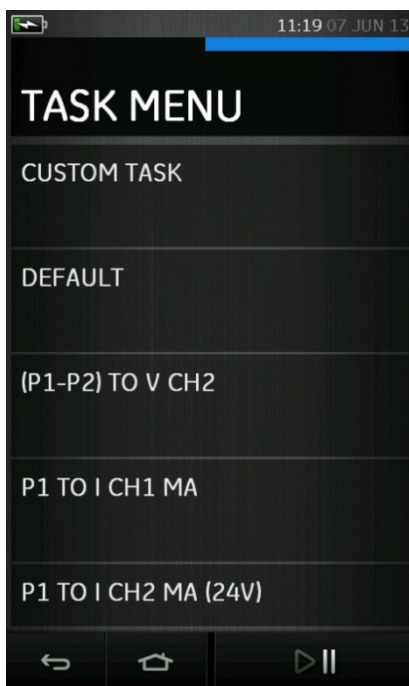 11:19 07 JUN 13
TASK MENU
CUSTOM TASK
DEFAULT
(P1-P2) TO V CH2
P1 TO I CH1 MA
P1 TO I CH2 MA (24V)